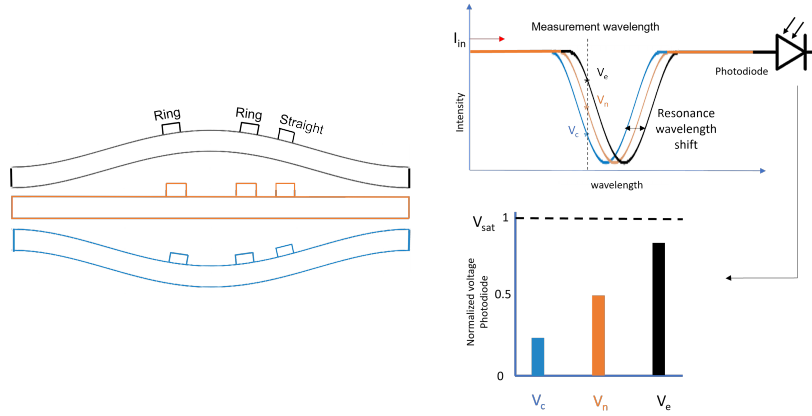 Ring
Ring
Straight
Measurement wavelength
I_in
V_e
V_n
V_c
Intensity
wavelength
Resonance
wavelength
shift
Photodiode
V_sat
1
0.5
0
Normalized voltage
Photodiode
V_c
V_n
V_e